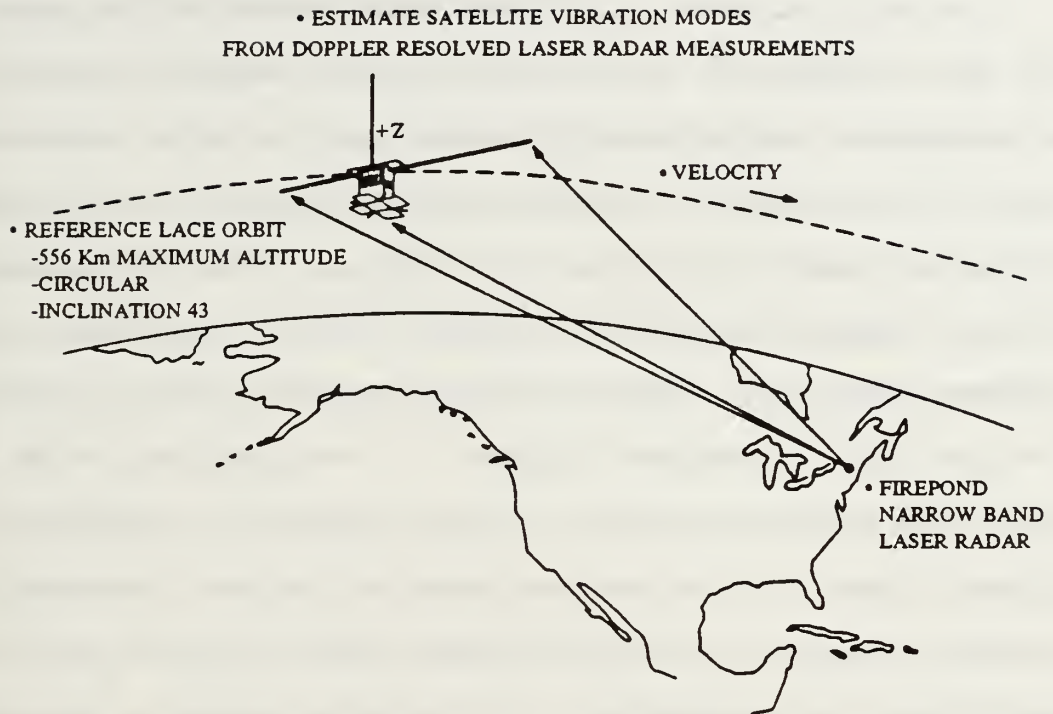 • ESTIMATE SATELLITE VIBRATION MODES
FROM DOPPLER RESOLVED LASER RADAR MEASUREMENTS
+Z
• VELOCITY
• REFERENCE LACE ORBIT
-556 Km MAXIMUM ALTITUDE
-CIRCULAR
-INCLINATION 43
• FIREPOND
NARROW BAND
LASER RADAR